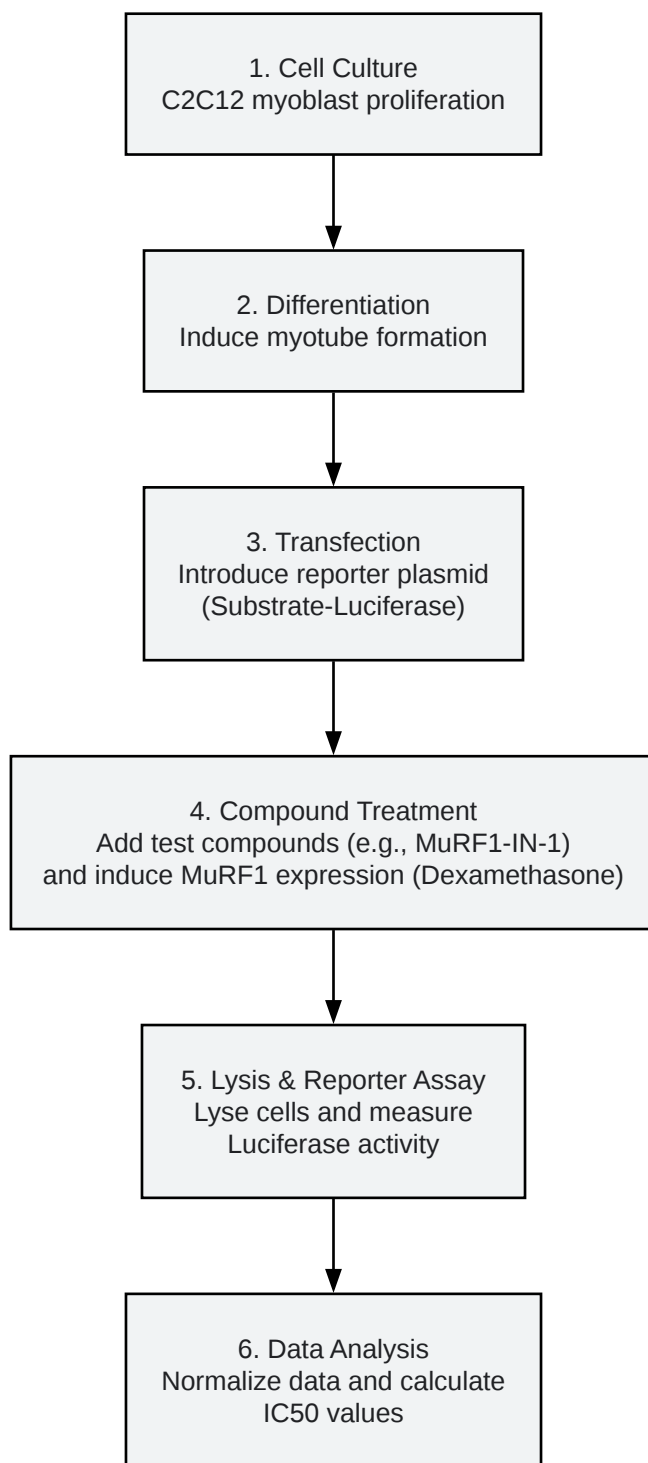 1. Cell Culture
C2C12 myoblast proliferation
2. Differentiation
Induce myotube formation
3. Transfection
Introduce reporter plasmid
(Substrate-Luciferase)
4. Compound Treatment
Add test compounds (e.g., MuRF1-IN-1)
and induce MuRF1 expression (Dexamethasone)
5. Lysis & Reporter Assay
Lyse cells and measure
Luciferase activity
6. Data Analysis
Normalize data and calculate
IC50 values